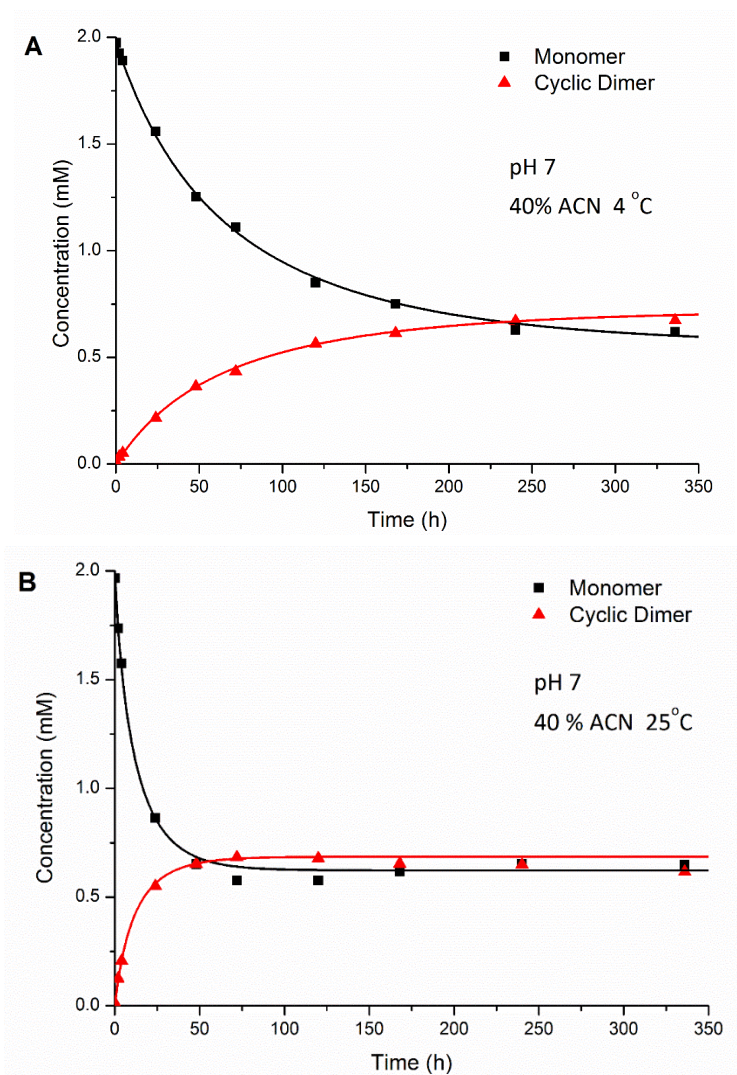 A
Monomer
Cyclic Dimer
pH 7
40% ACN 4 °C
Concentration (mM)
2.0
1.5
1.0
0.5
0.0
0 50 100 150 200 250 300 350
Time (h)
B
Monomer
Cyclic Dimer
pH 7
40 % ACN 25°C
Concentration (mM)
2.0
1.5
1.0
0.5
0.0
0 50 100 150 200 250 300 350
Time (h)